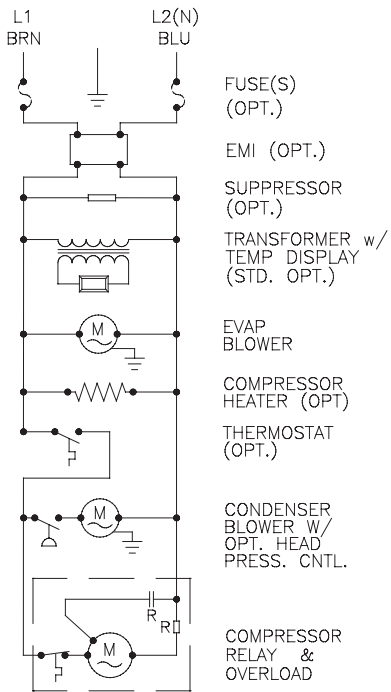 L1
BRN
L2(N)
BLU
FUSE(S)
(OPT.)
EMI (OPT.)
SUPPRESSOR
(OPT.)
TRANSFORMER w/
TEMP DISPLAY
(STD. OPT.)
M
EVAP
BLOWER
COMPRESSOR
HEATER (OPT)
THERMOSTAT
(OPT.)
M
CONDENSER
BLOWER W/
OPT. HEAD
PRESS. CNTL.
R
R
M
COMPRESSOR
RELAY &
OVERLOAD